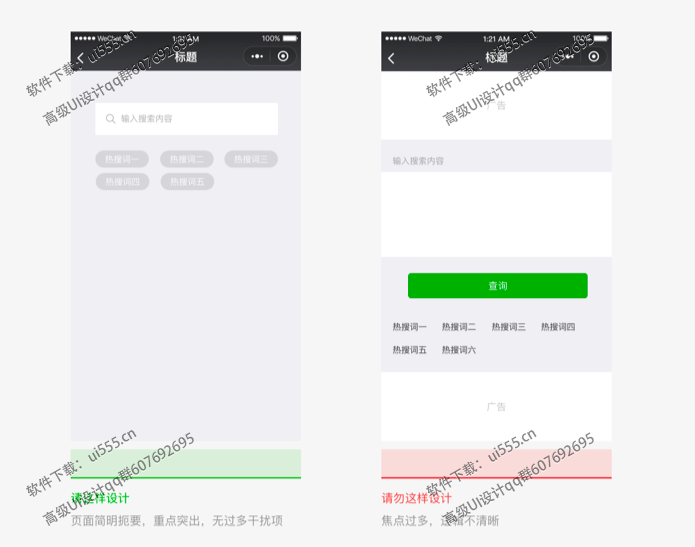 WeChat 1:21 AM 100%
标题
输入搜索内容
热搜词一 热搜词二 热搜词三
热搜词四 热搜词五
请这样设计
页面简明扼要，重点突出，无过多干扰项
WeChat 1:21 AM 100%
标题
广告
输入搜索内容
查询
热搜词一 热搜词二 热搜词三 热搜词四
热搜词五 热搜词六
广告
请勿这样设计
焦点过多，逻辑不清晰
软件下载：ui555.cn
高级UI设计qq群607692695
软件下载：ui555.cn
高级UI设计qq群607692695
软件下载：ui555.cn
高级UI设计qq群607692695
软件下载：ui555.cn
高级UI设计qq群607692695